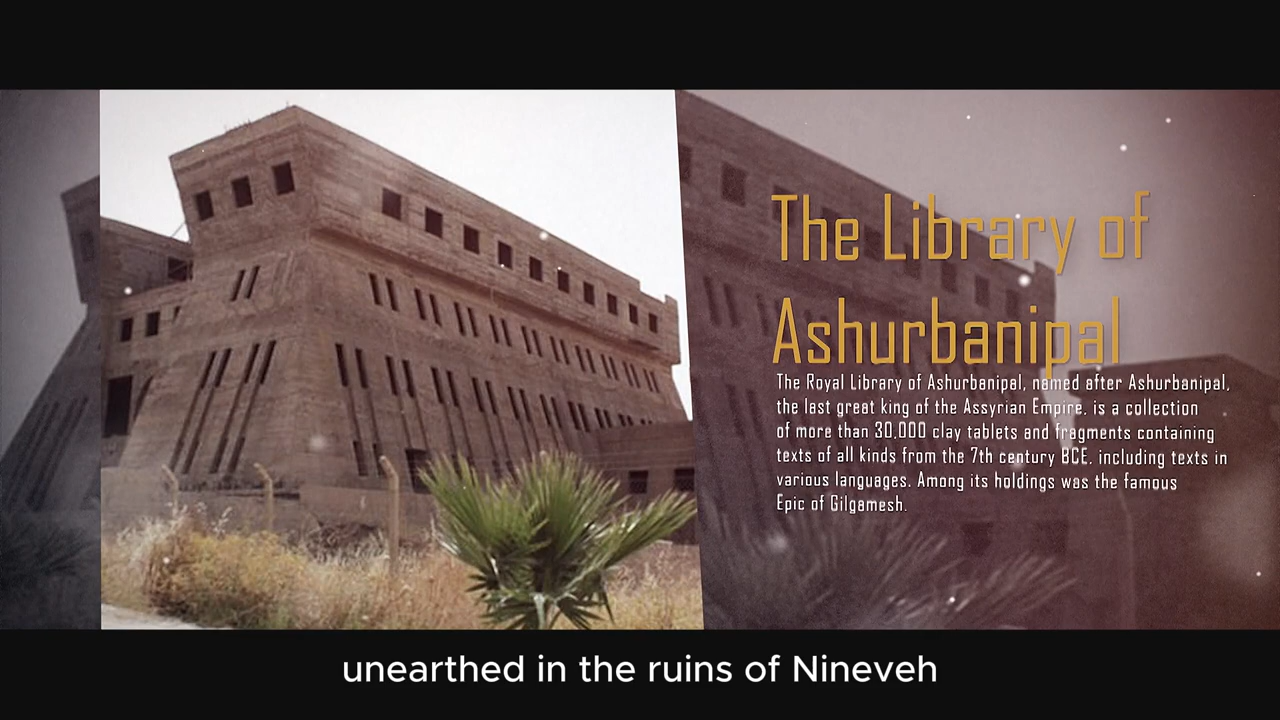 The Library of
Ashurbanipal
The Royal Library of Ashurbanipal, named after Ashurbanipal,
the last great king of the Assyrian Empire, is a collection
of more than 30,000 clay tablets and fragments containing
texts of all kinds from the 7th century BCE, including texts in
various languages. Among its holdings was the famous
Epic of Gilgamesh.
unearthed in the ruins of Nineveh